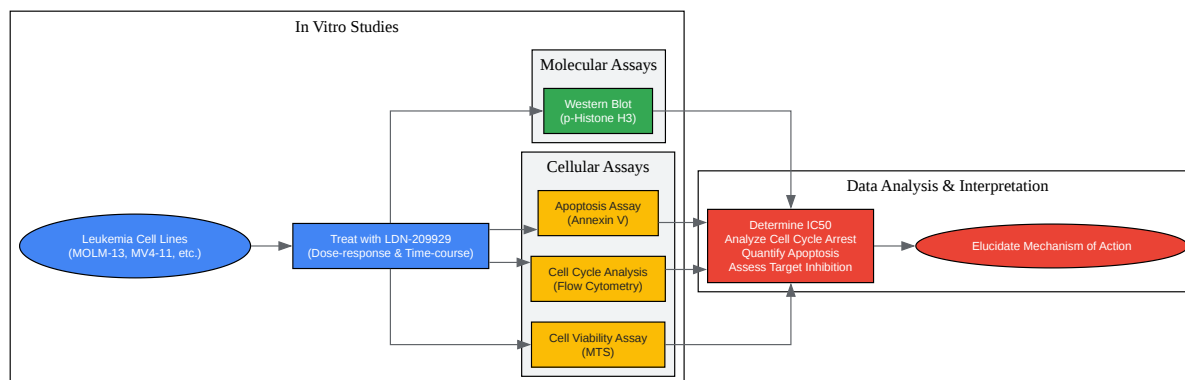 In Vitro Studies
Molecular Assays
Western Blot
(p-Histone H3)
Cellular Assays
Apoptosis Assay
(Annexin V)
Leukemia Cell Lines
(MOLM-13, MV4-11, etc.)
Treat with LDN-209929
(Dose-response & Time-course)
Cell Cycle Analysis
(Flow Cytometry)
Cell Viability Assay
(MTS)
Data Analysis & Interpretation
Determine IC50
Analyze Cell Cycle Arrest
Quantify Apoptosis
Assess Target Inhibition
Elucidate Mechanism of Action